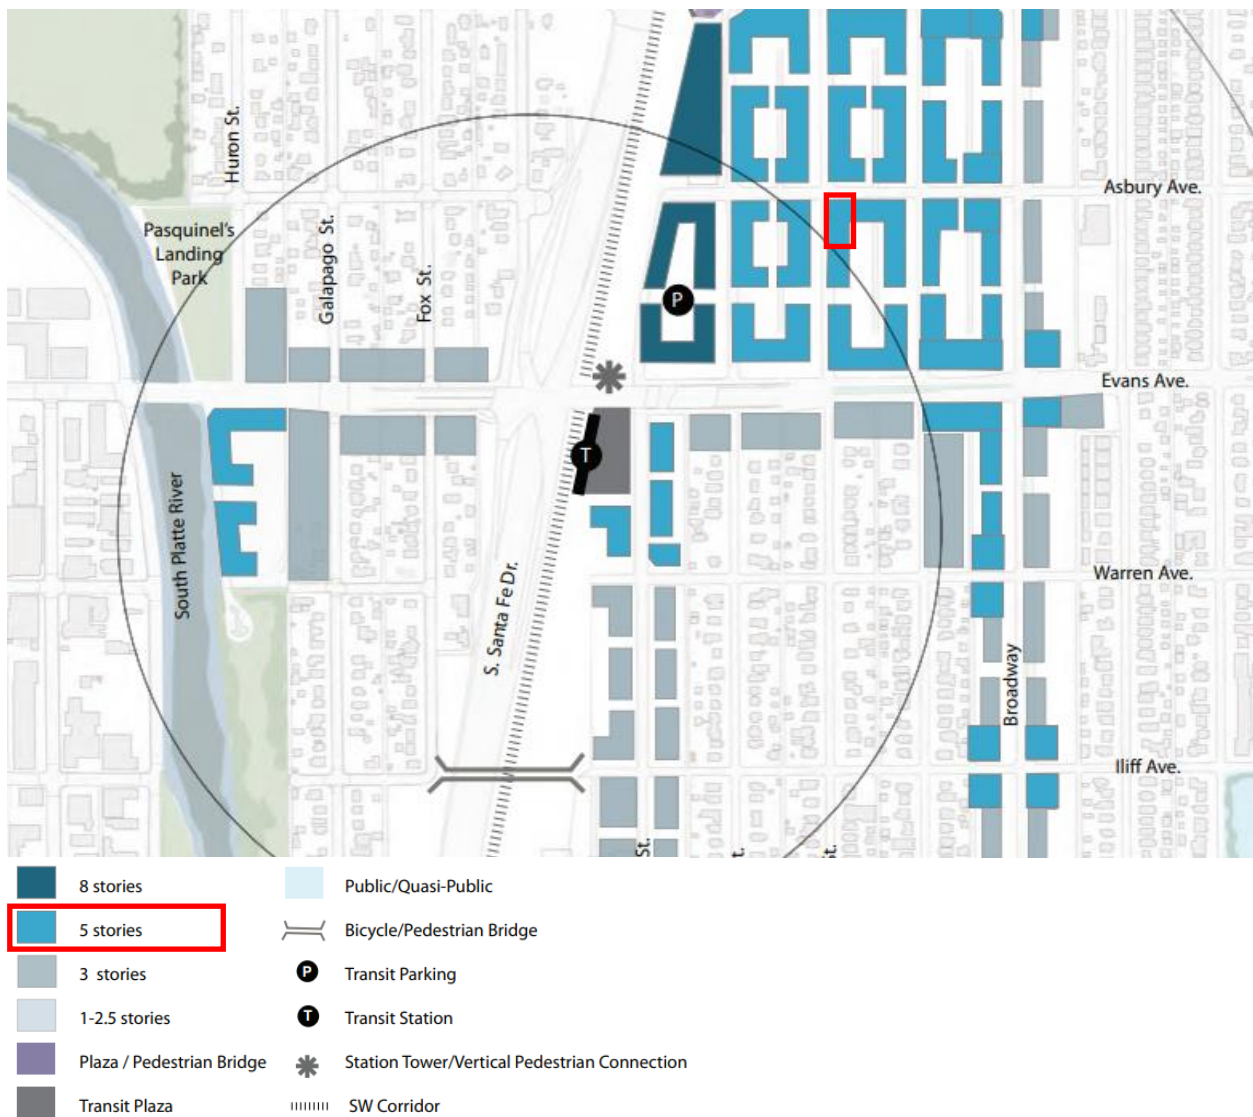 Huron St.
Asbury Ave.
Pasquinel's
Landing
Park
Galapago St.
Fox St.
P
Evans Ave.
T
South Platte River
S. Santa Fe Dr.
Warren Ave.
Broadway
Iliff Ave.
St.
t.
St.
8 stories
Public/Quasi-Public
5 stories
Bicycle/Pedestrian Bridge
3 stories
P Transit Parking
1-2.5 stories
T Transit Station
Plaza / Pedestrian Bridge
Station Tower/Vertical Pedestrian Connection
Transit Plaza
SW Corridor